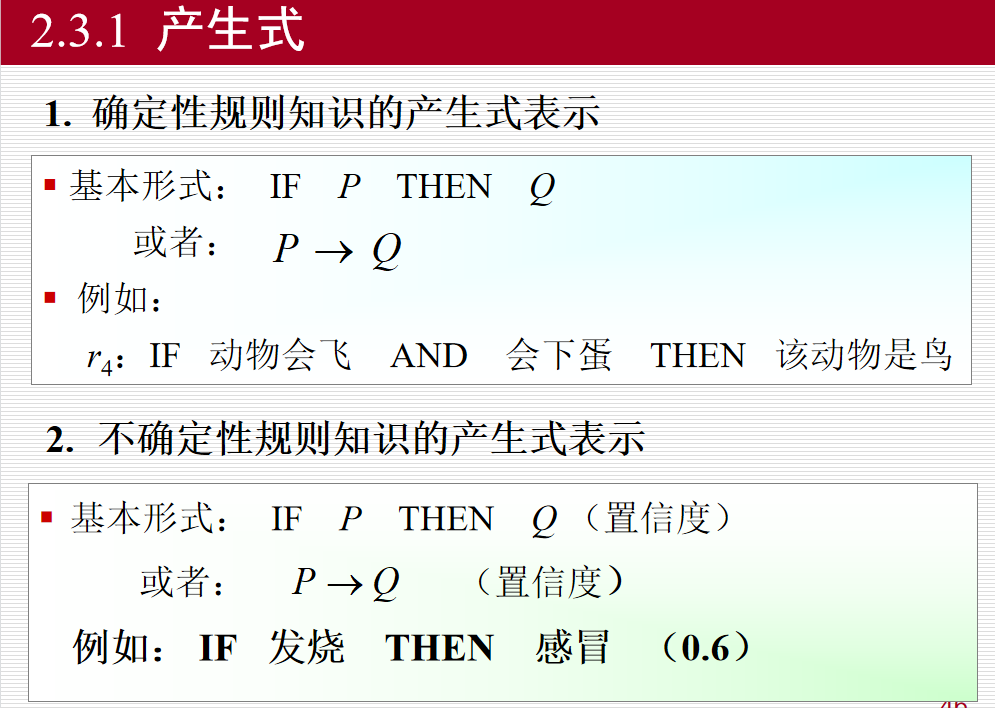 2.3.1 产生式
1. 确定性规则知识的产生式表示
基本形式： IF P THEN Q
或者： P → Q
例如：
r4：IF 动物会飞 AND 会下蛋 THEN 该动物是鸟
2. 不确定性规则知识的产生式表示
基本形式： IF P THEN Q （置信度）
或者： P → Q （置信度）
例如： IF 发烧 THEN 感冒 （0.6）